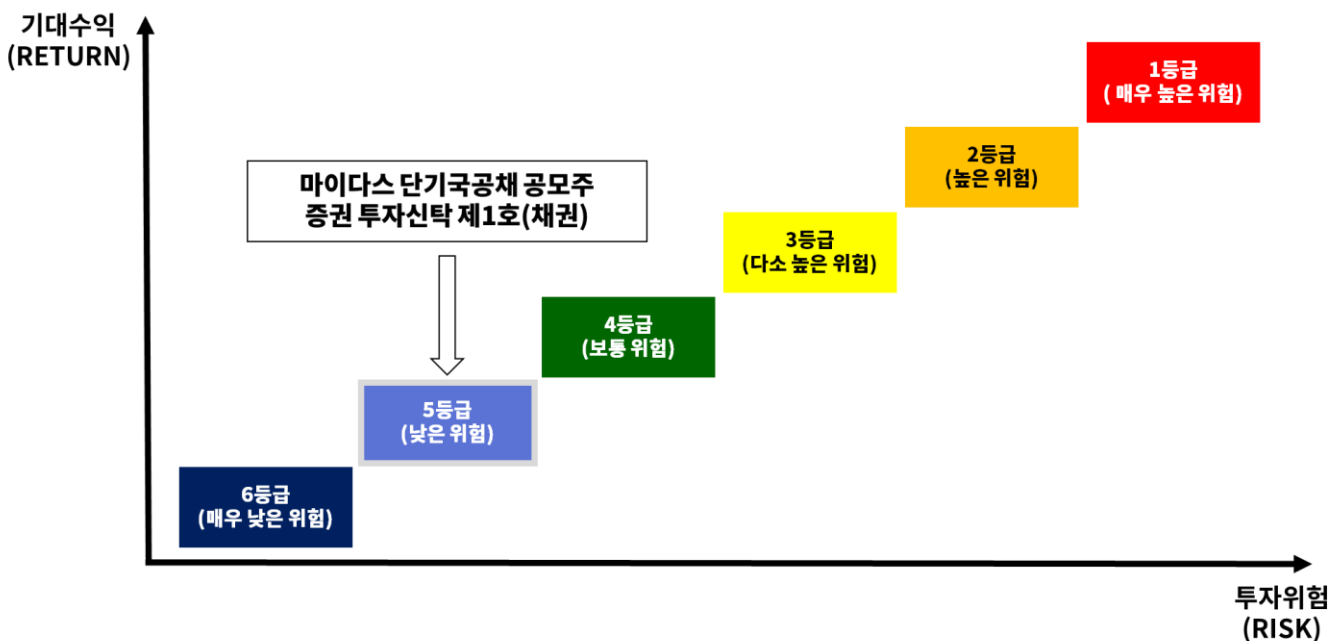 기대수익
(RETURN)
1등급
( 매우 높은 위험)
2등급
(높은 위험)
마이다스 단기국공채 공모주
증권 투자신탁 제1호(채권)
3등급
(다소 높은 위험)
4등급
(보통 위험)
5등급
(낮은 위험)
6등급
(매우 낮은 위험)
투자위험
(RISK)